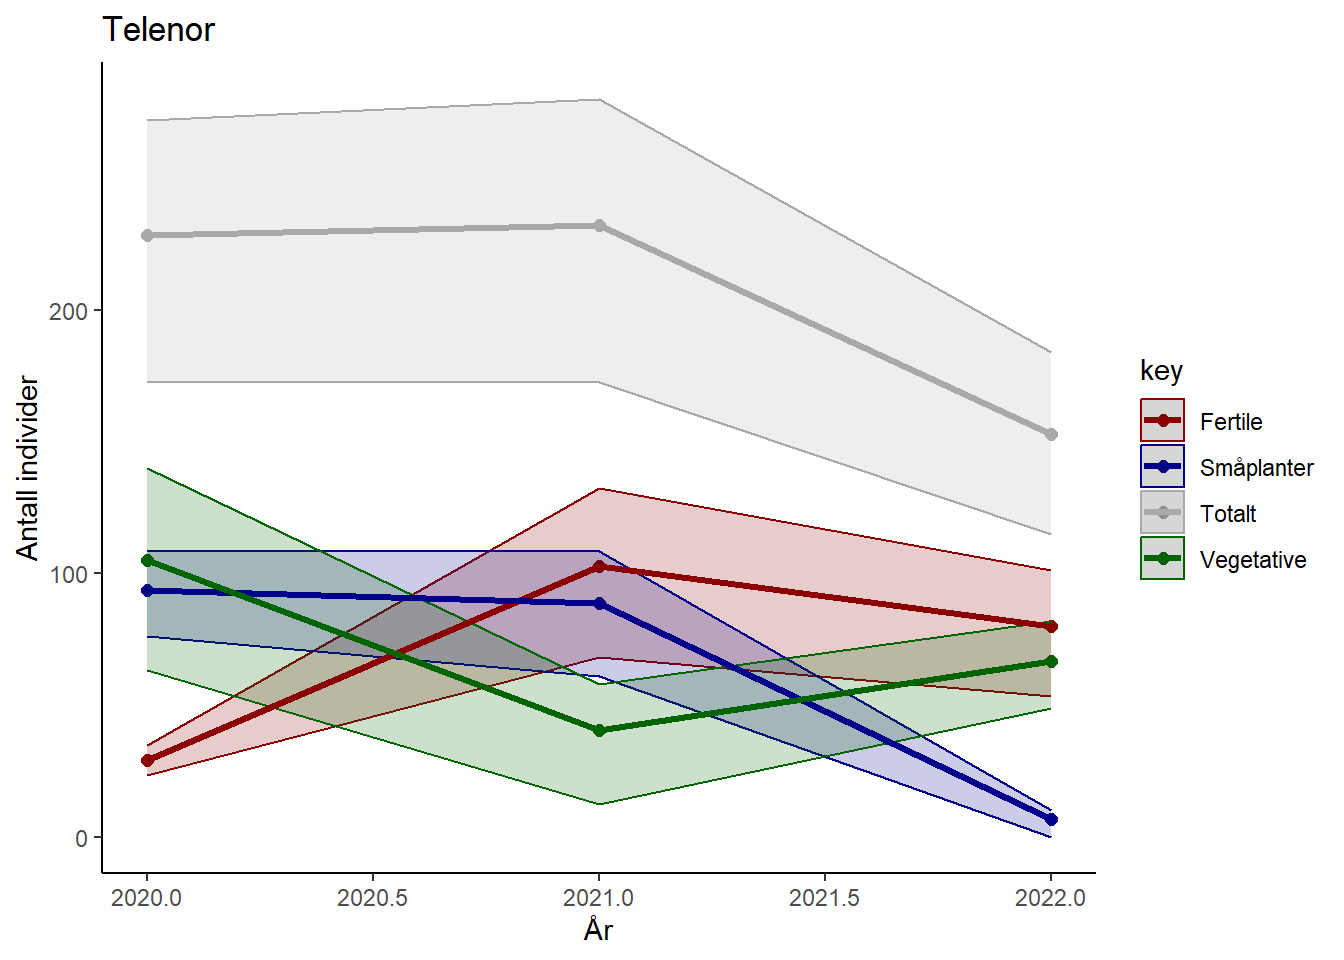 Telenor
Antall individer
200
100
0
2020.0
2020.5
2021.0
2021.5
2022.0
År
key
Fertile
Småplanter
Totalt
Vegetative